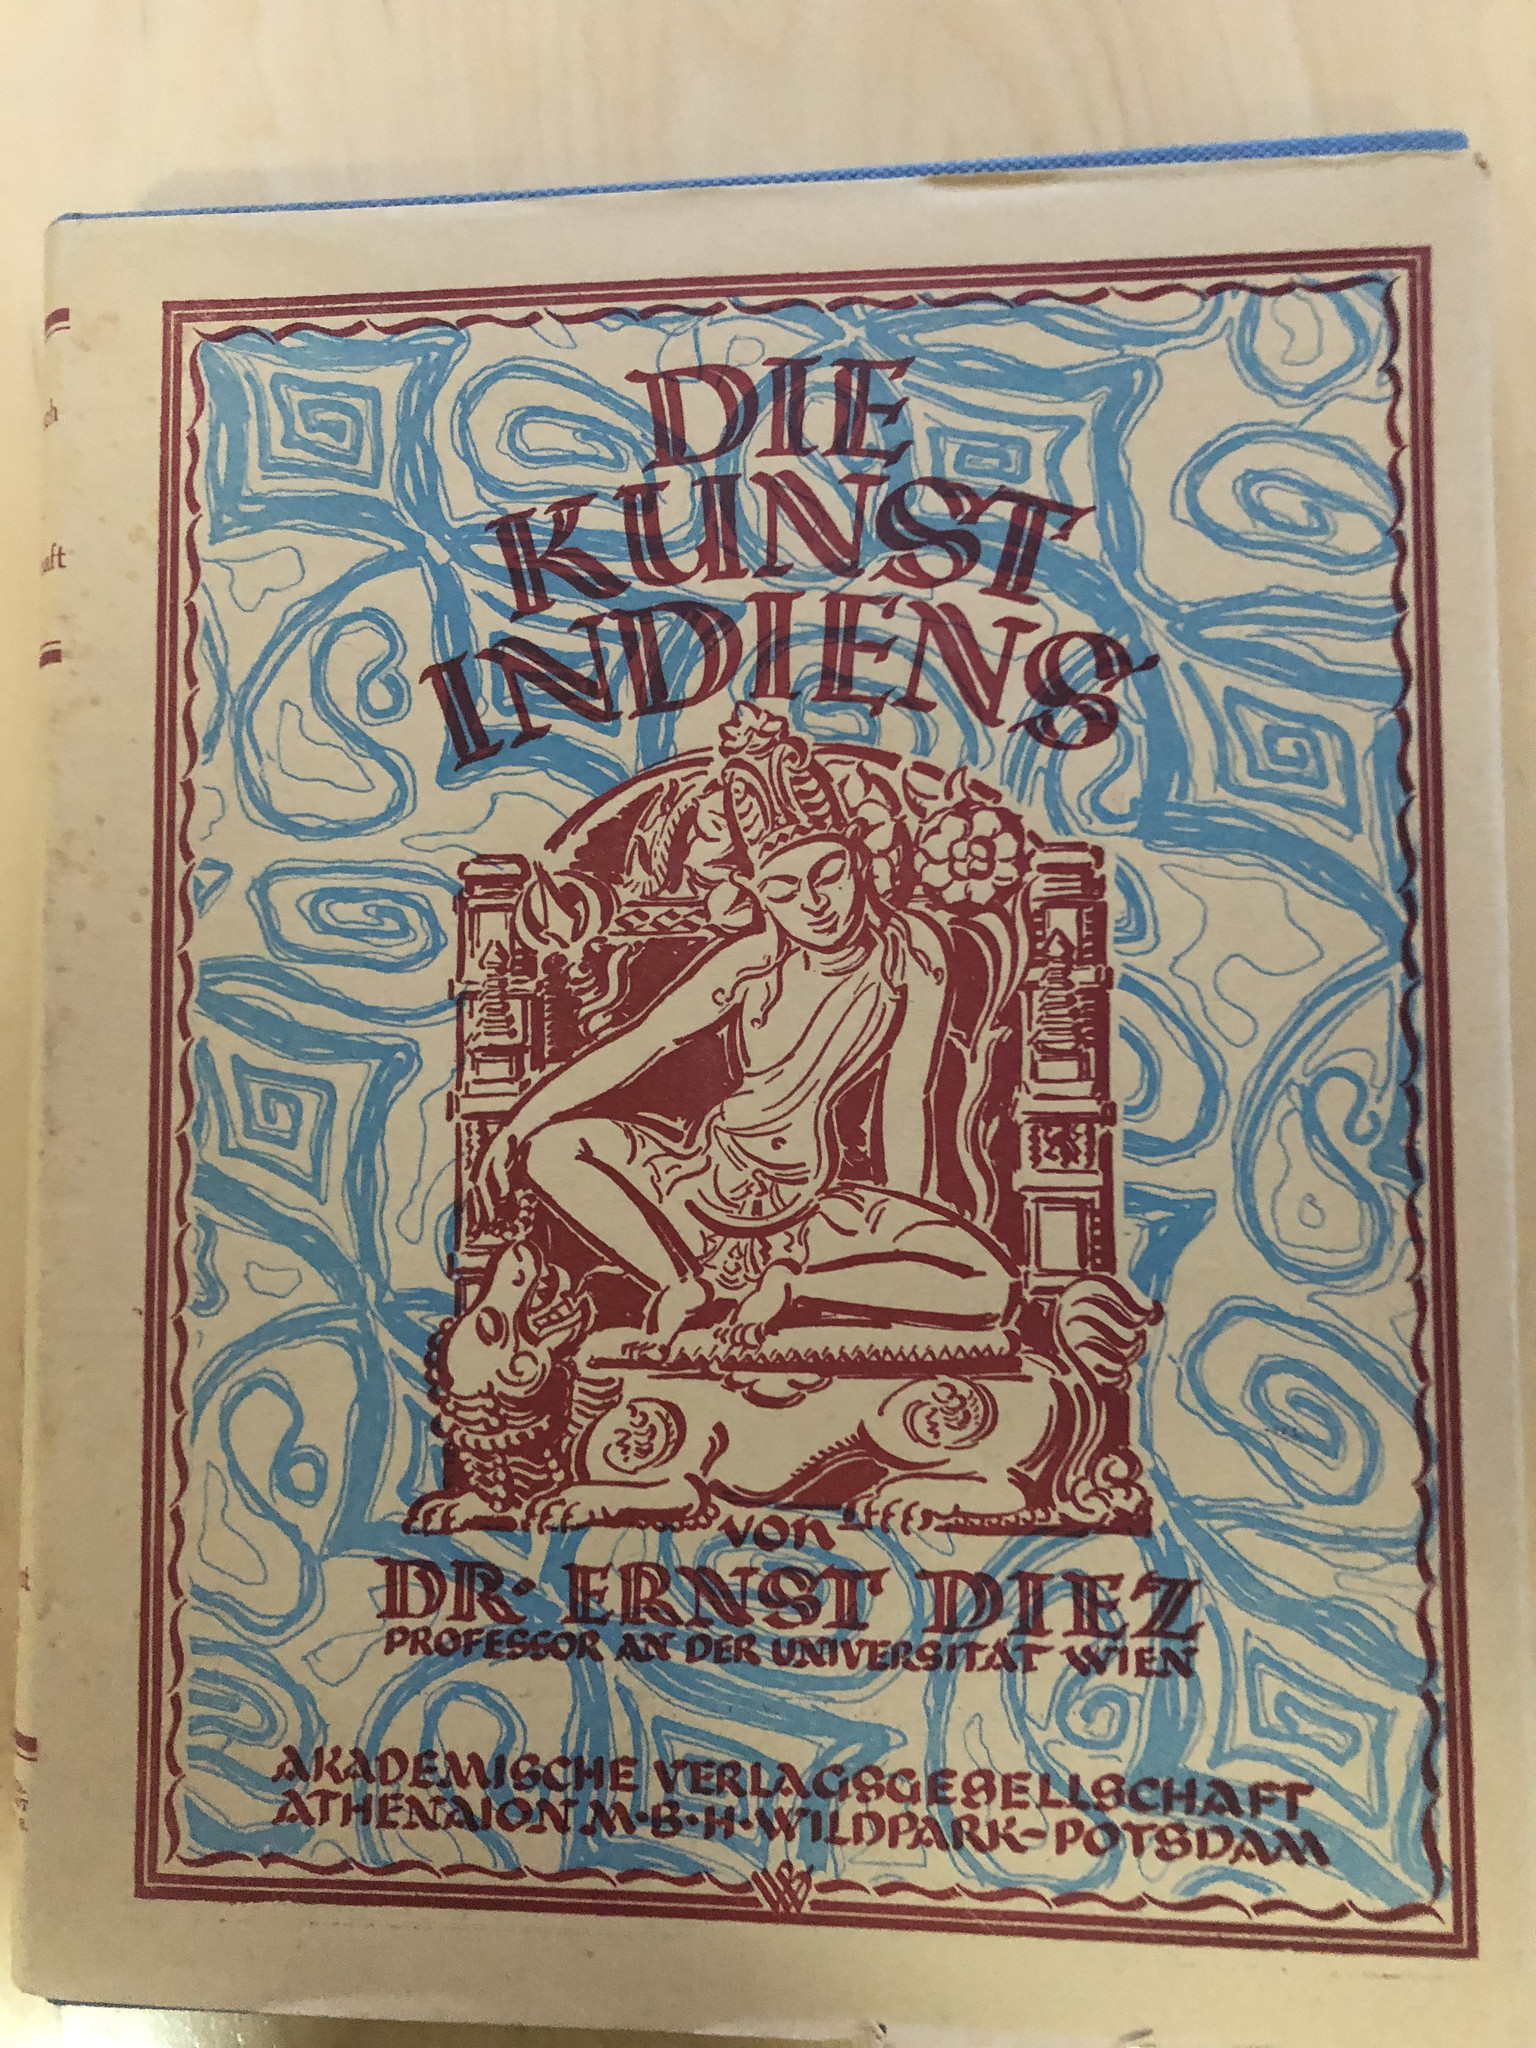 DIE
KUNST
INDIENS
von
DR. ERNST DIEZ
PROFESSOR AN DER UNIVERSITÄT WIEN
AKADEMISCHE VERLAGSGESELLSCHAFT
ATHENAION M·B·H·WILDPARK-POTSDAM